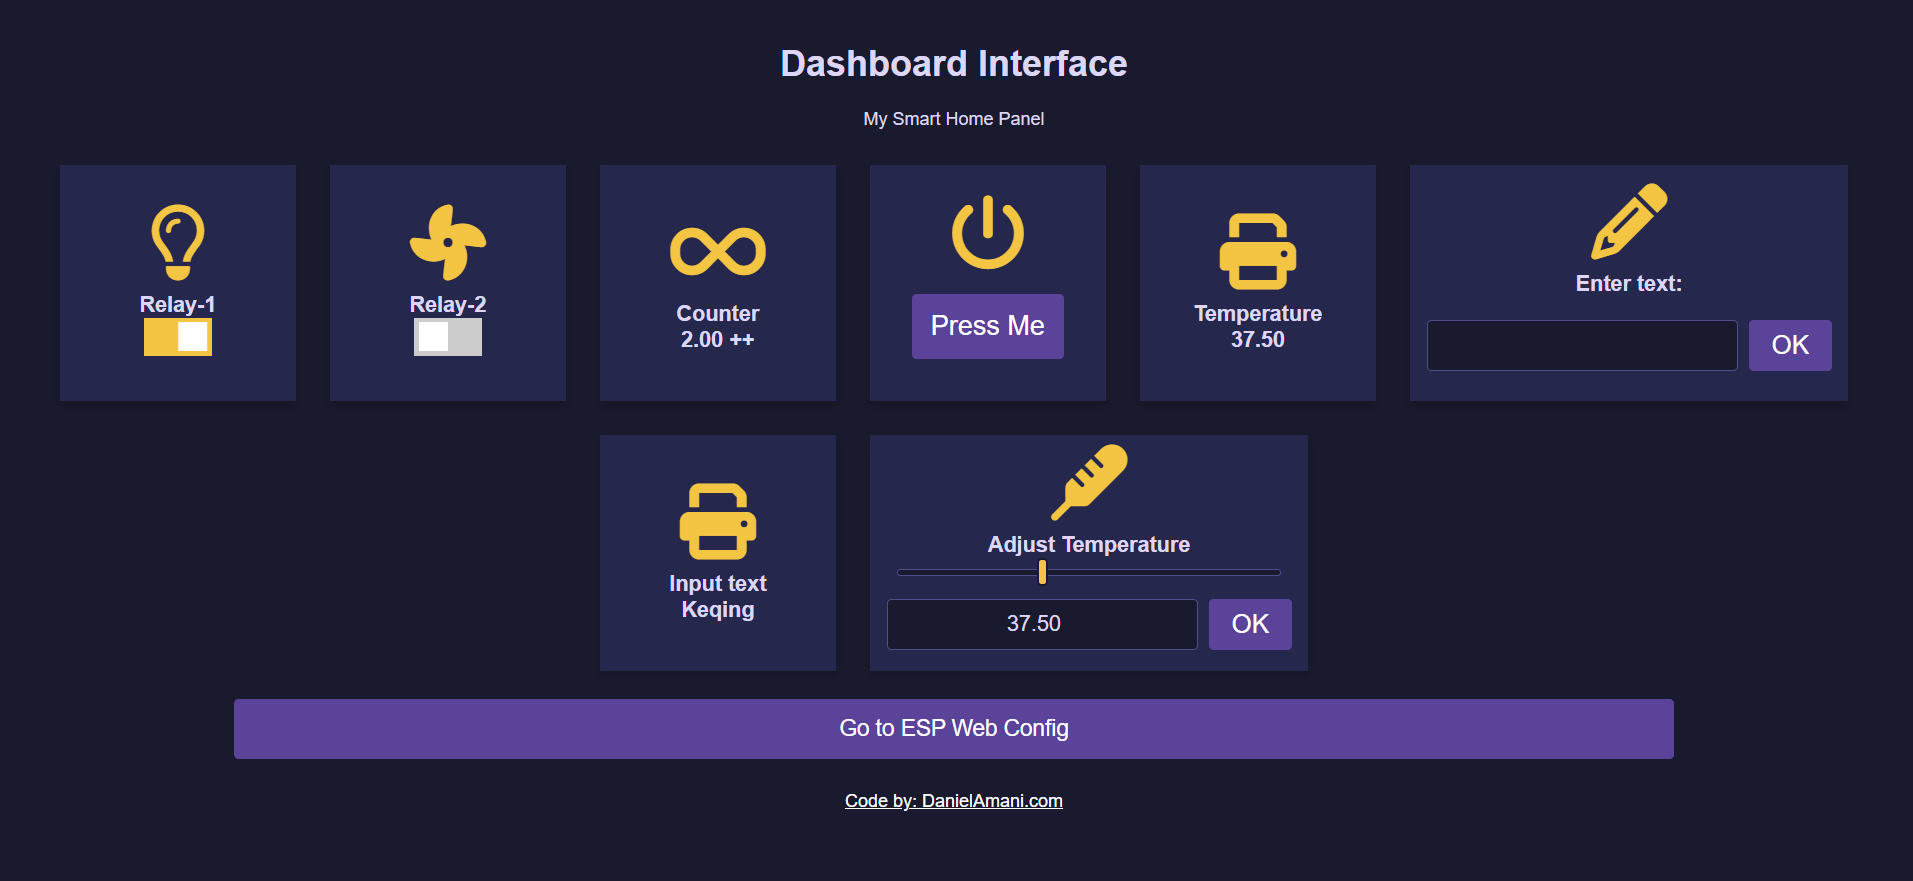 Dashboard Interface
My Smart Home Panel
Relay-1
Relay-2
Counter
2.00 ++
Press Me
Temperature
37.50
Enter text:
OK
Input text
Keqing
Adjust Temperature
37.50
OK
Go to ESP Web Config
Code by: DanielAmani.com